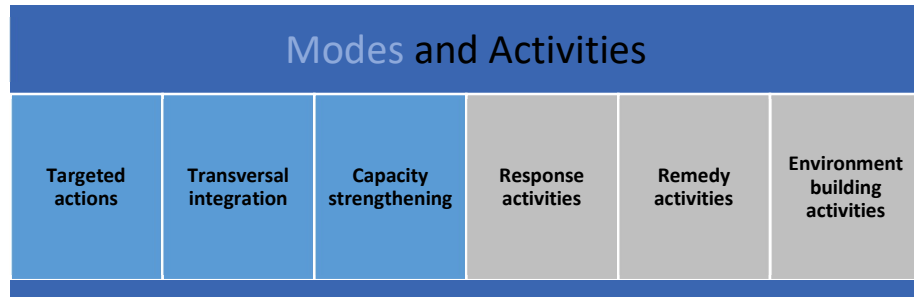 Modes and Activities
Targeted
actions
Transversal
integration
Capacity
strengthening
Response
activities
Remedy
activities
Environment
building
activities